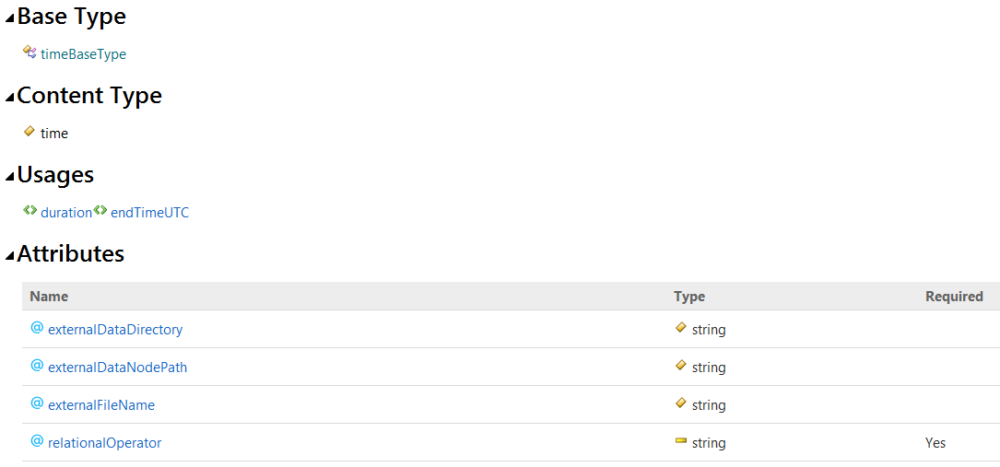 Base Type
timeBaseType
Content Type
time
Usages
duration endTimeUTC
Attributes
Name Type Required
@ externalDataDirectory string
@ externalDataNodePath string
@ externalFileName string
@ relationalOperator string Yes